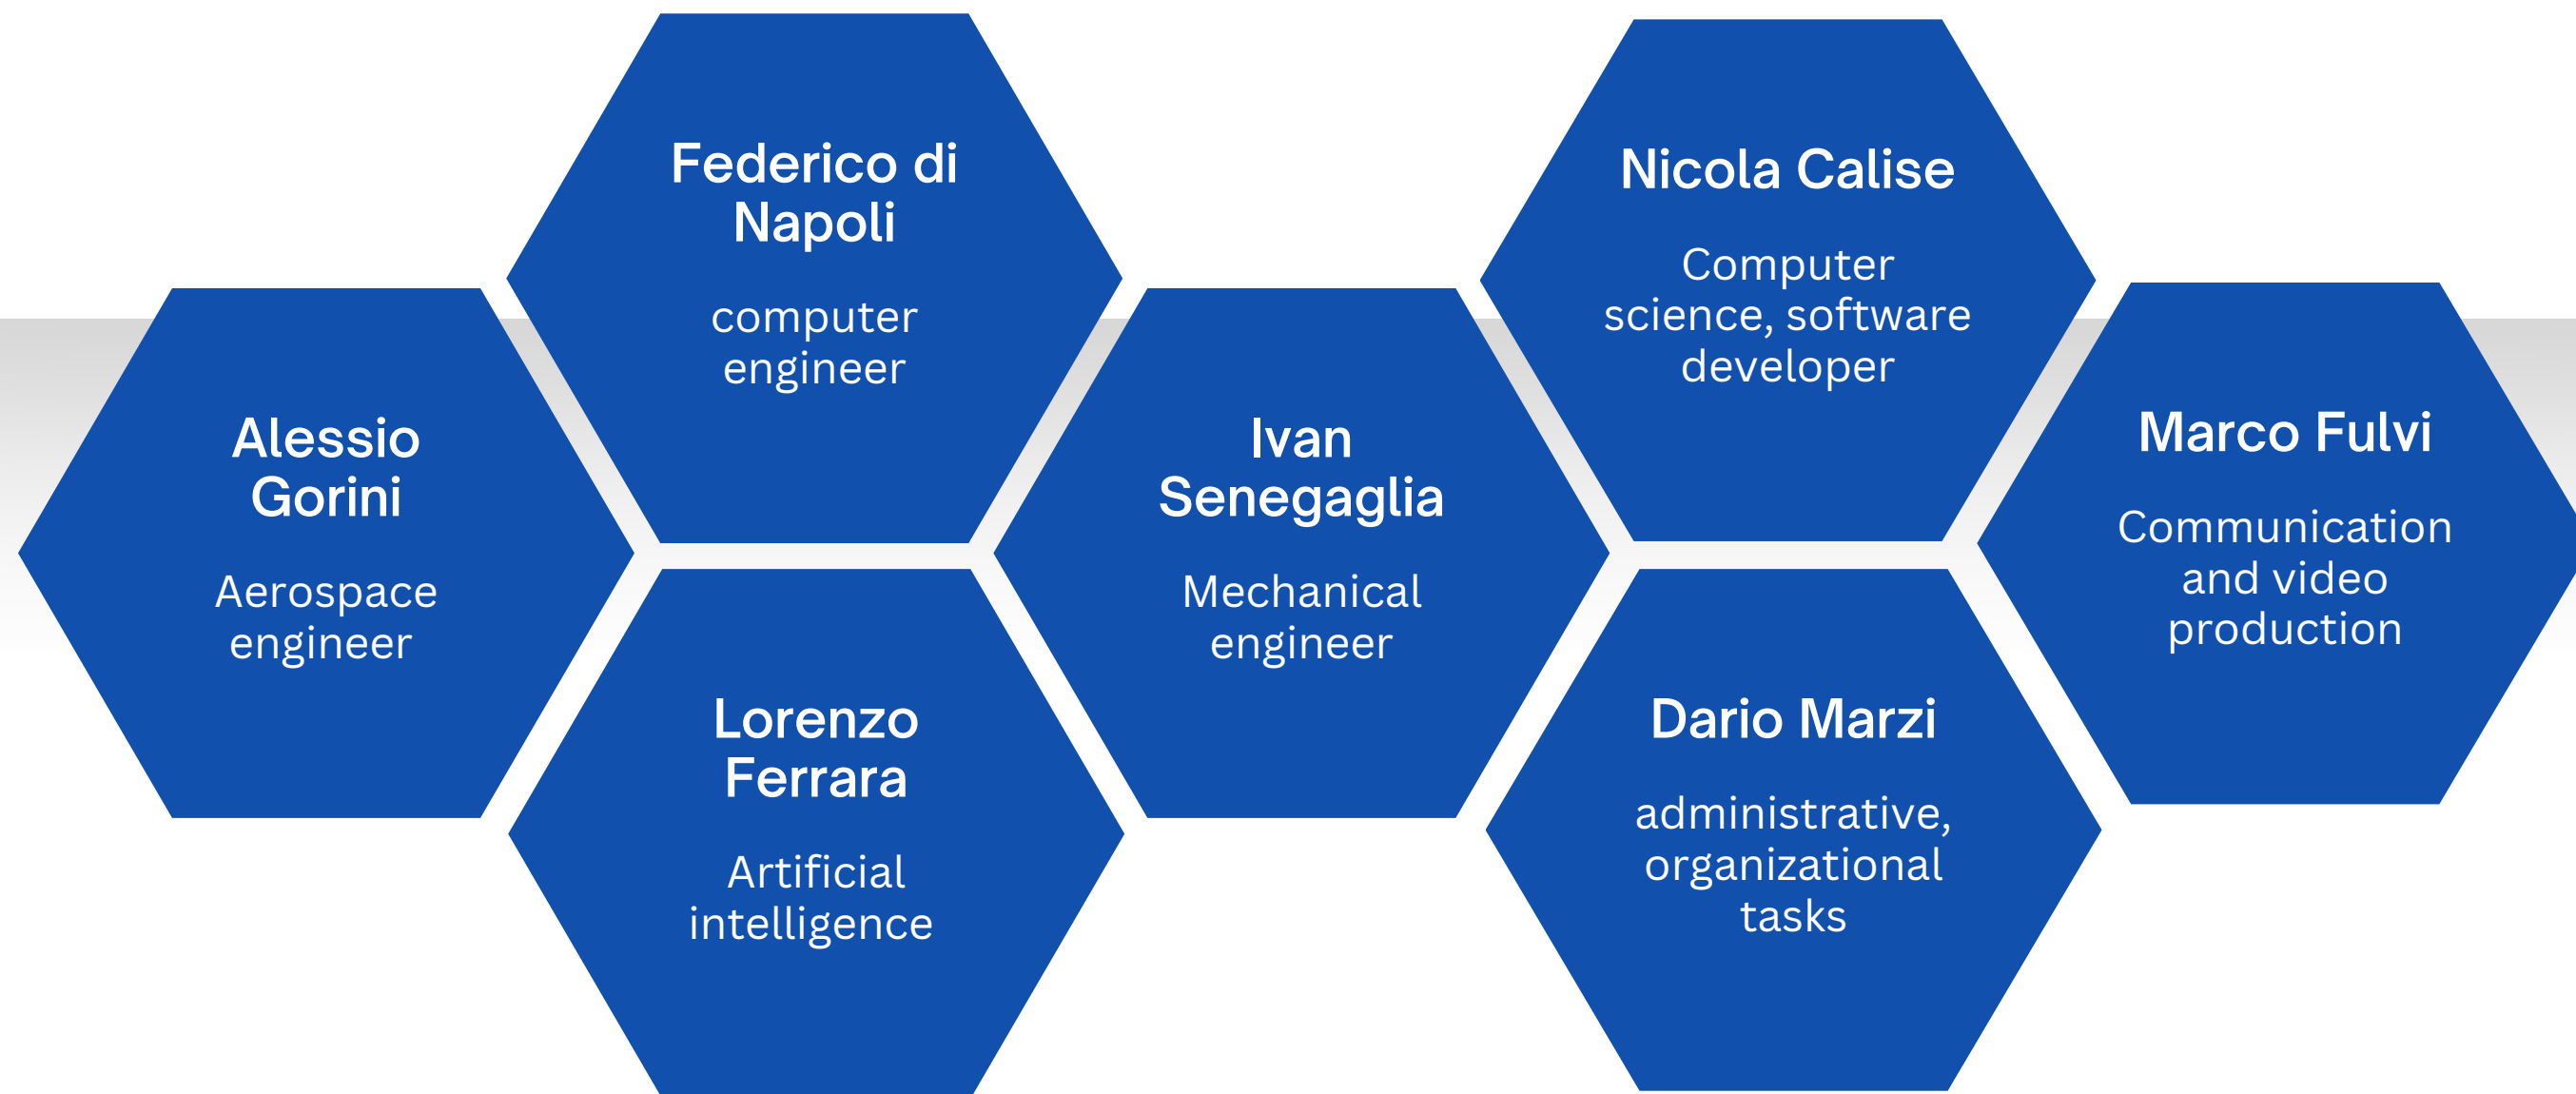 Alessio
Gorini
Aerospace
engineer
Federico di
Napoli
computer
engineer
Lorenzo
Ferrara
Artificial
intelligence
Ivan
Senegaglia
Mechanical
engineer
Nicola Calise
Computer
science, software
developer
Dario Marzi
administrative,
organizational
tasks
Marco Fulvi
Communication
and video
production